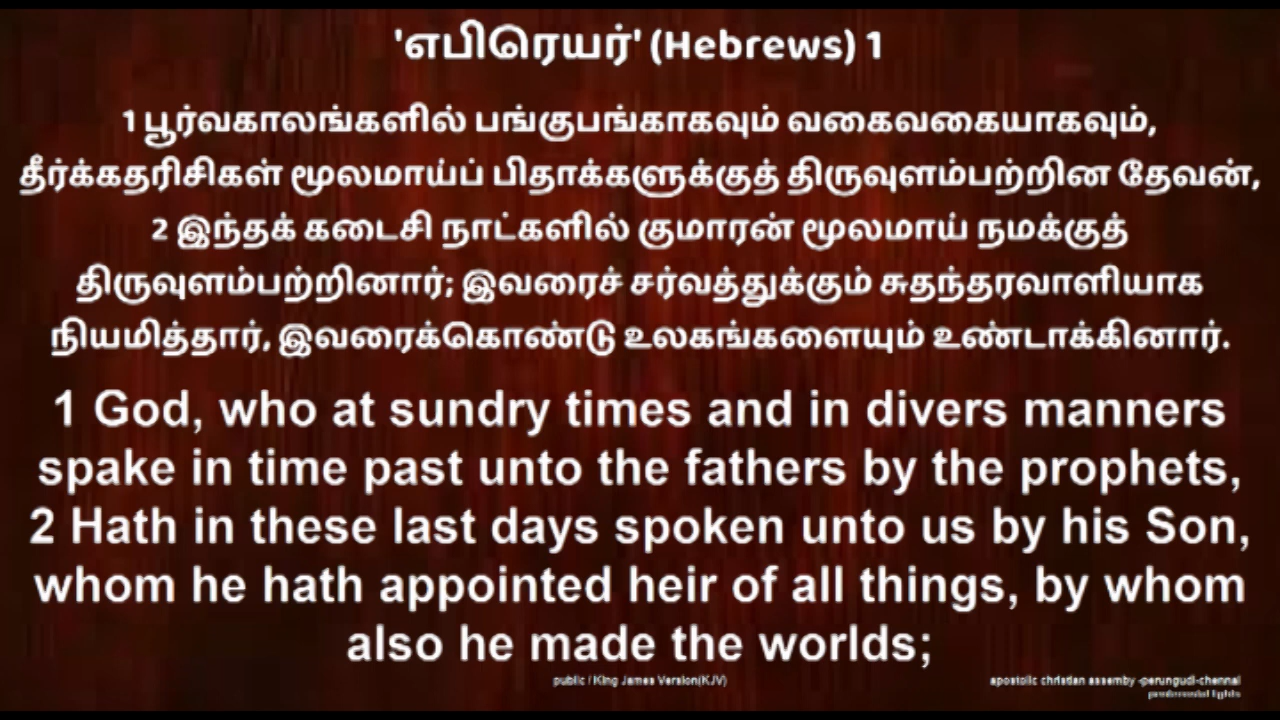 'எபிரெயர்' (Hebrews) 1
1 பூர்வகாலங்களில் பங்குபங்காகவும் வகைவகையாகவும்,
தீர்க்கதரிசிகள் மூலமாய்ப் பிதாக்களுக்குத் திருவுளம்பற்றின தேவன்,
2 இந்தக் கடைசி நாட்களில் குமாரன் மூலமாய் நமக்குத்
திருவுளம்பற்றினார்; இவரைச் சர்வத்துக்கும் சுதந்தரவாளியாக
நியமித்தார், இவரைக்கொண்டு உலகங்களையும் உண்டாக்கினார்.
1 God, who at sundry times and in divers manners
spake in time past unto the fathers by the prophets,
2 Hath in these last days spoken unto us by his Son,
whom he hath appointed heir of all things, by whom
also he made the worlds;
public / King James Version(KJV)
apostolic christian assemby -perungudi-chennai